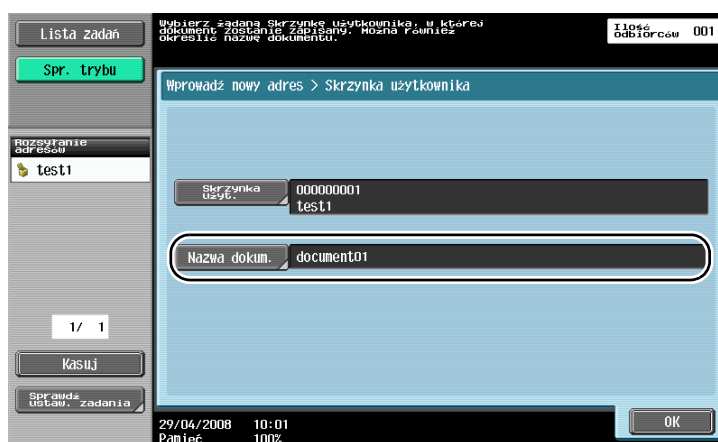 Lista zadań
Spr. trybu
Rozsyłanie
adresów
test1
1/ 1
Kasuj
Sprawdź
ustaw. zadania
Wybierz żądaną Skrzynkę użytkownika, w której
dokument zostanie zapisany. Można również
określić nazwę dokumentu.
Ilość
odbiorców 001
Wprowadź nowy adres > Skrzynka użytkownika
Skrzynka
użyt.
000000001
test1
Nazwa dokum.
document01
29/04/2008 10:01
Pamięć 100%
OK